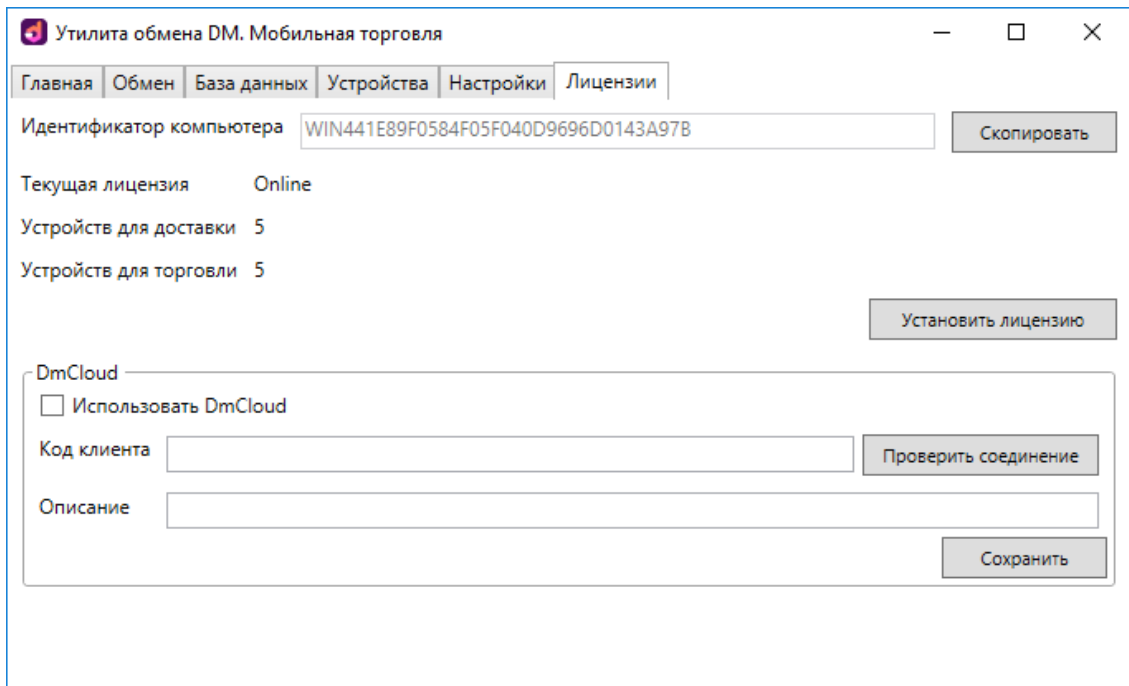 Утилита обмена DM. Мобильная торговля
Главная Обмен База данных Устройства Настройки Лицензии
Идентификатор компьютера WIN441E89F0584F05F040D9696D0143A97B Скопировать
Текущая лицензия Online
Устройств для доставки 5
Устройств для торговли 5
Установить лицензию
DmCloud
Использовать DmCloud
Код клиента Проверить соединение
Описание
Сохранить